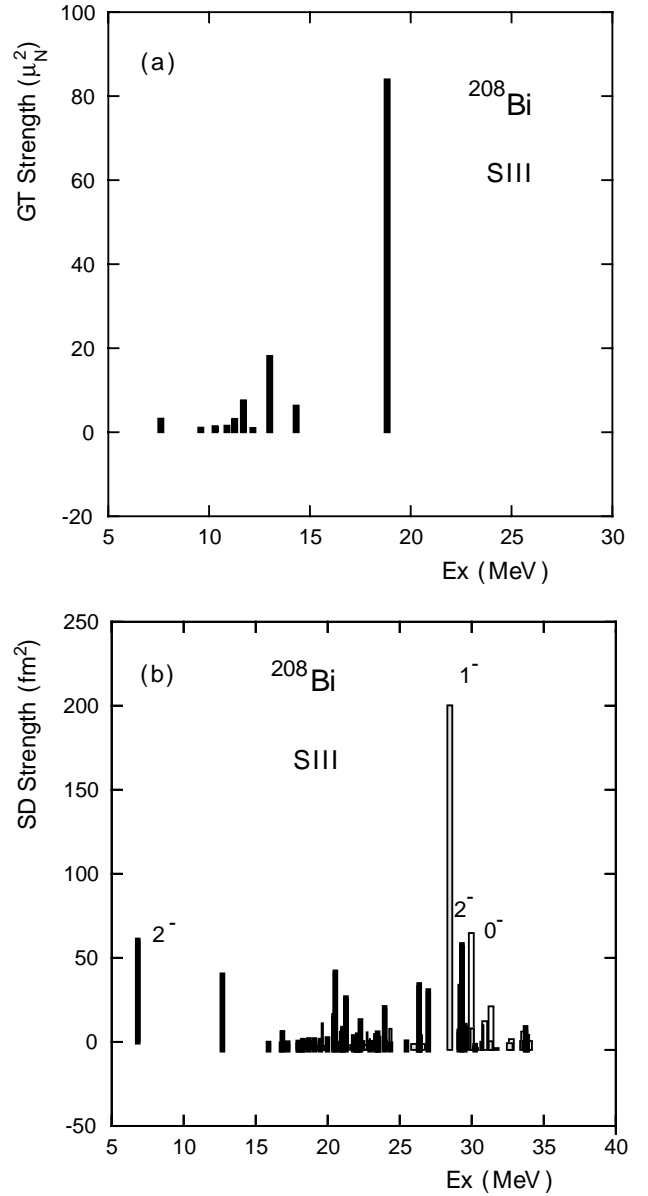 100
80
60
40
20
0
-20
GT Strength (μ²N)
(a)
²⁰⁸Bi
SIII
5 10 15 20 25 30
Ex (MeV)
250
200
150
100
50
0
-50
SD Strength (fm²)
(b)
²⁰⁸Bi
1⁻
SIII
2⁻
2⁻
0⁻
5 10 15 20 25 30 35 40
Ex (MeV)